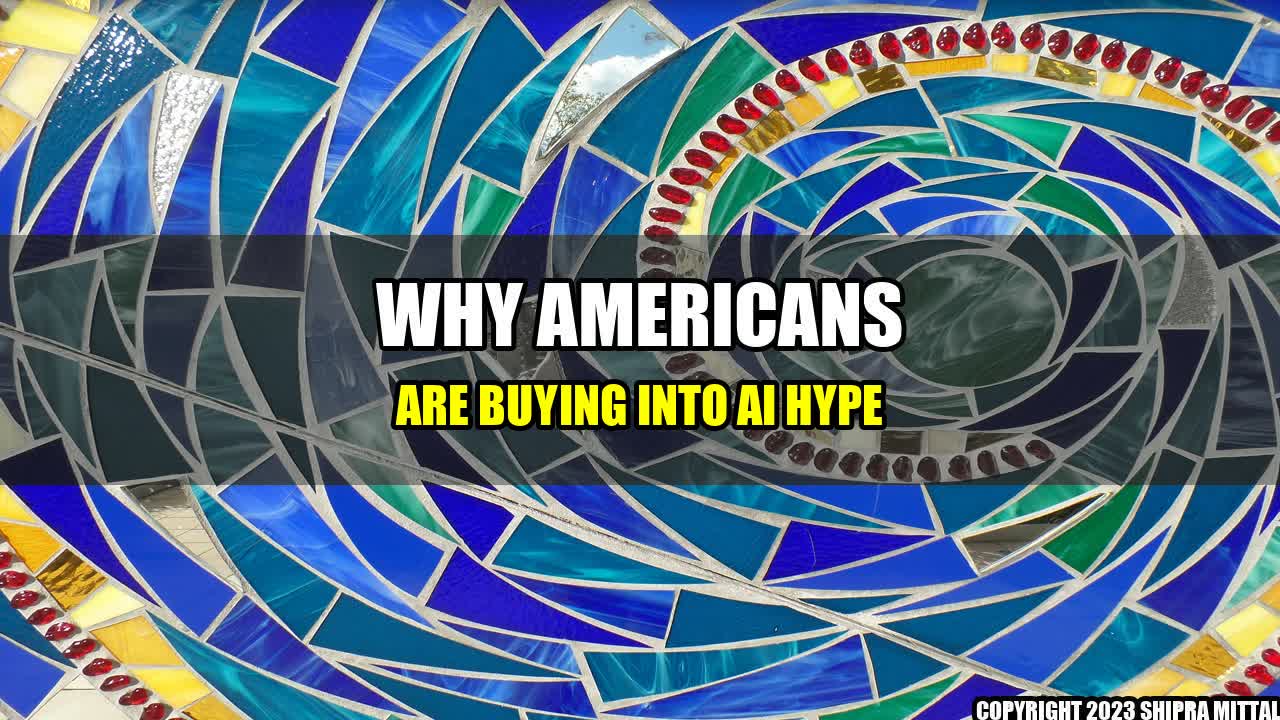 WHY AMERICANS
ARE BUYING INTO AI HYPE
COPYRIGHT 2023 SHIPRA MITTAL